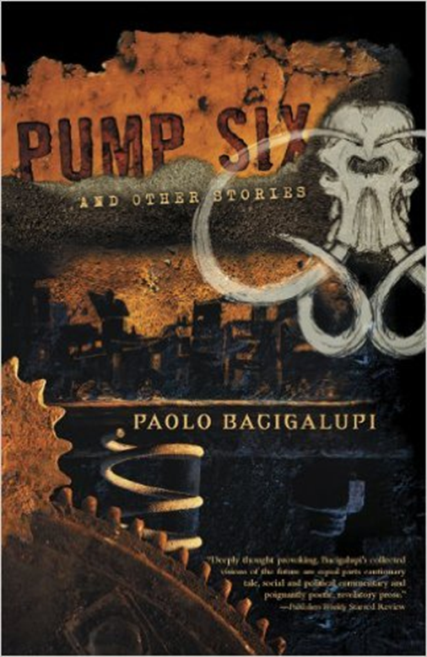 PUMP SIX
AND OTHER STORIES
PAOLO BACIGALUPI
"Deeply thought provoking, Bacigalupi's collected
visions of the future are equal parts cautionary
tale, social and political commentary and
poignantly poetic, revelatory prose."
—Publishers Weekly Starred Review